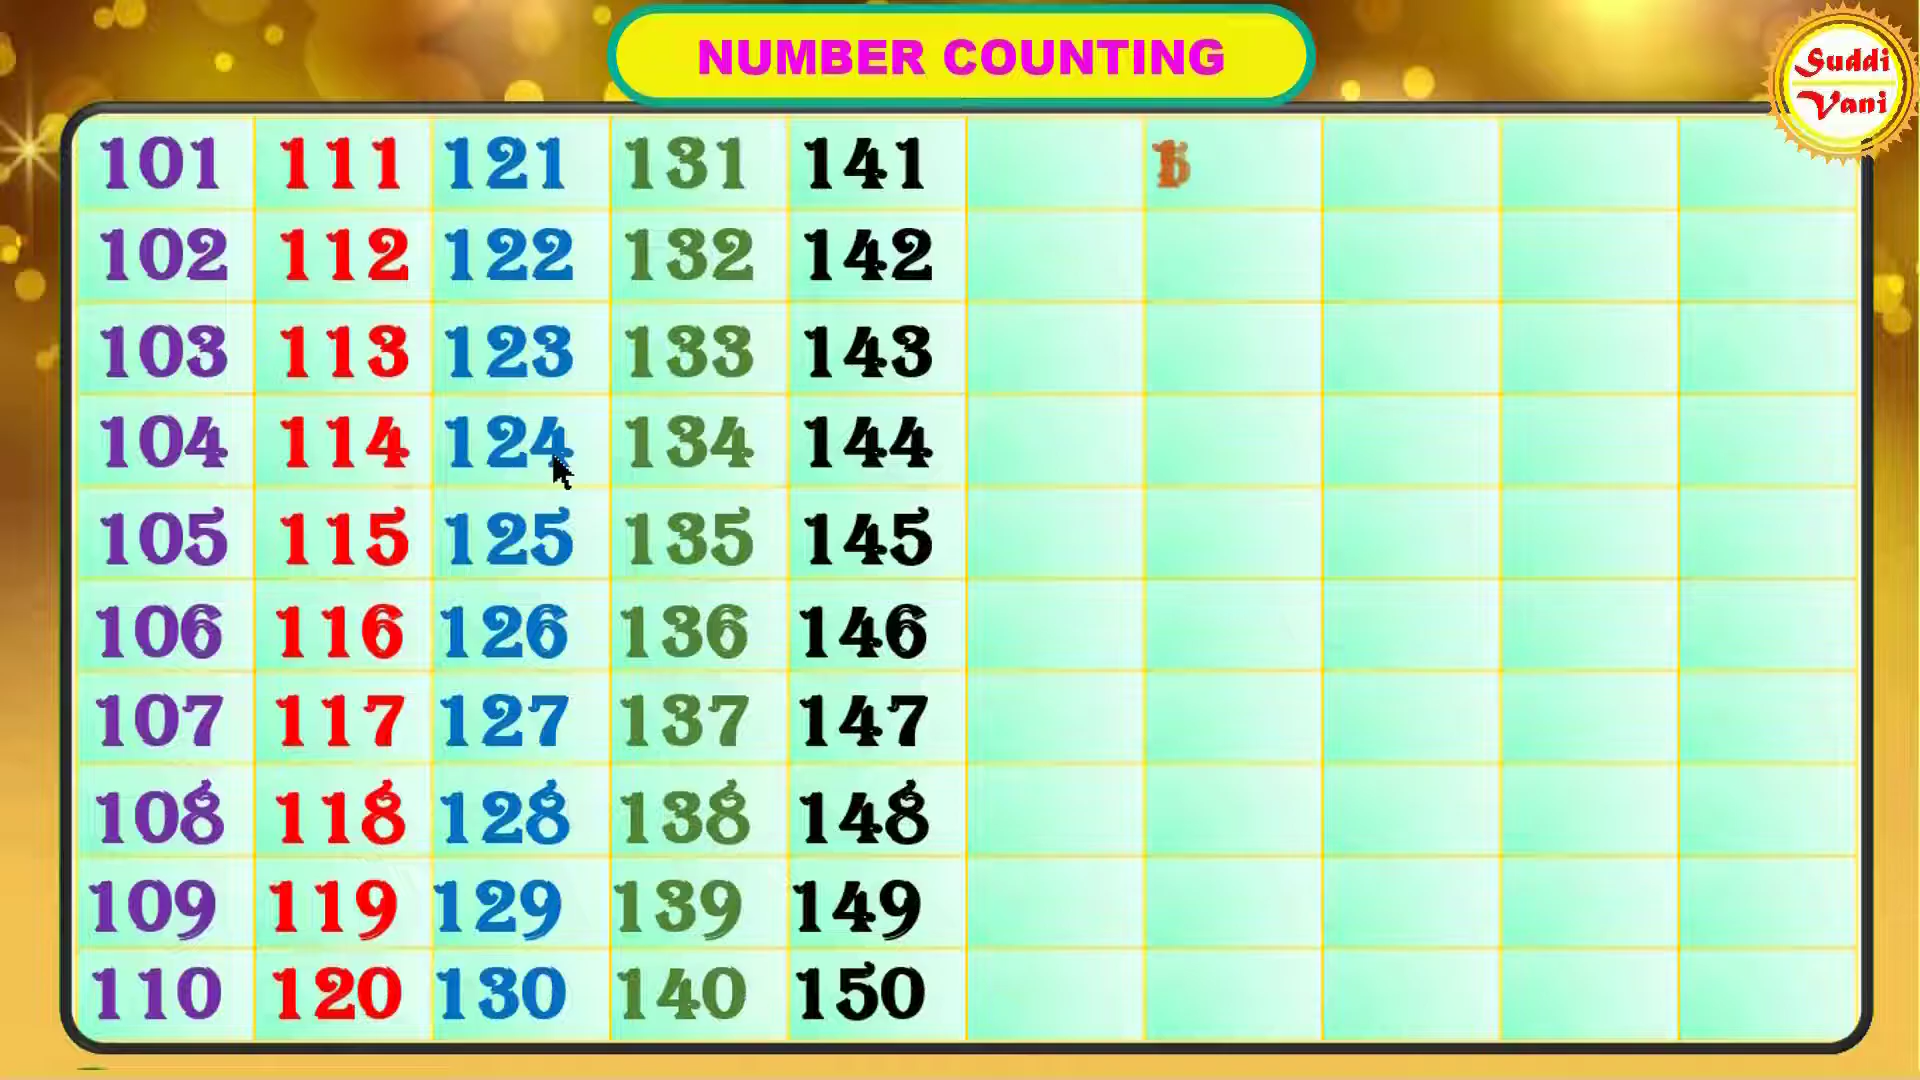 NUMBER COUNTING
Suddi
Vani
101 111 121 131 141
102 112 122 132 142
103 113 123 133 143
104 114 124 134 144
105 115 125 135 145
106 116 126 136 146
107 117 127 137 147
108 118 128 138 148
109 119 129 139 149
110 120 130 140 150